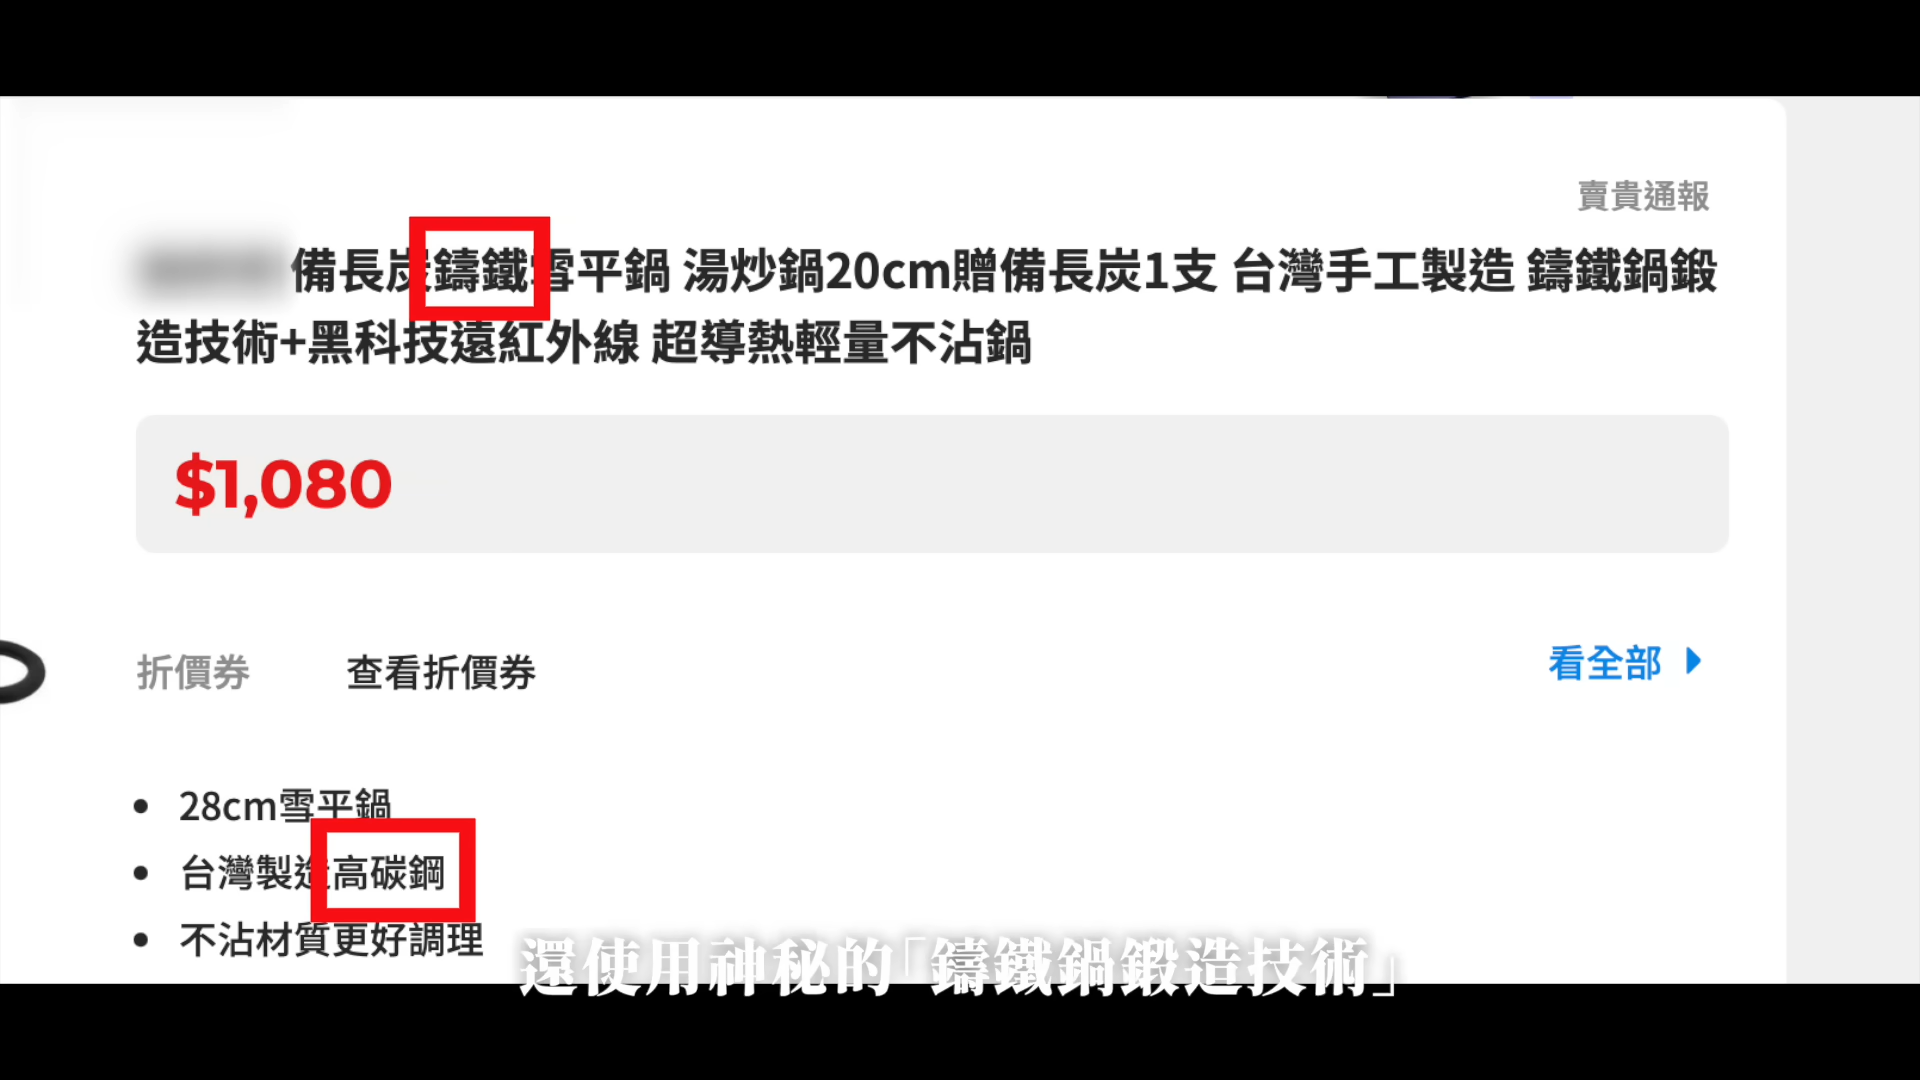 賣貴通報
備長炭鑄鐵雪平鍋 湯炒鍋20cm贈備長炭1支 台灣手工製造 鑄鐵鍋鍛
造技術+黑科技遠紅外線 超導熱輕量不沾鍋
$1,080
折價券 查看折價券 看全部
28cm雪平鍋
台灣製造高碳鋼
不沾材質更好調理
還使用神秘的「鑄鐵鍋鍛造技術」